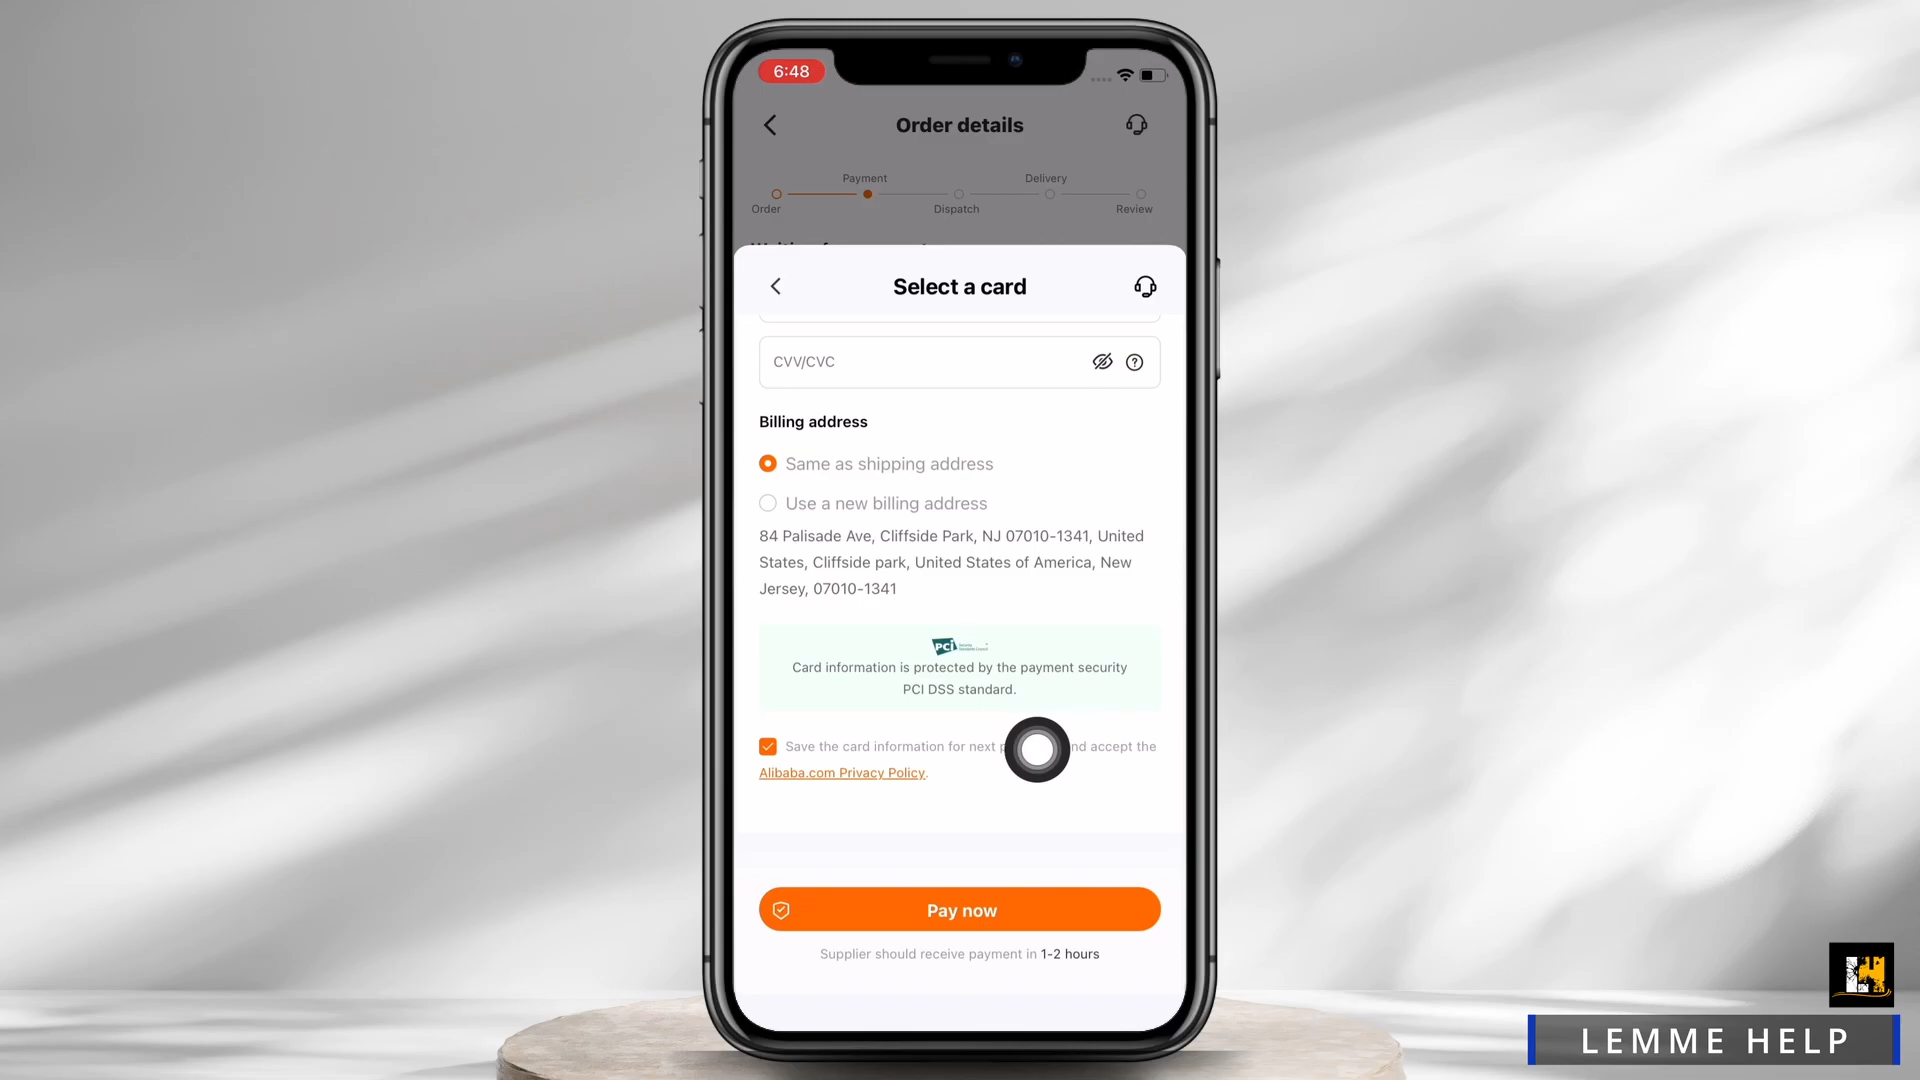 6:48
Order details
Payment
Delivery
Order
Dispatch
Review
Select a card
CVV/CVC
Billing address
Same as shipping address
Use a new billing address
84 Palisade Ave, Cliffside Park, NJ 07010-1341, United
States, Cliffside park, United States of America, New
Jersey, 07010-1341
PCi
Card information is protected by the payment security
PCI DSS standard.
Save the card information for next nd accept the
Alibaba.com Privacy Policy.
Pay now
Supplier should receive payment in 1-2 hours
LH
LEMME HELP